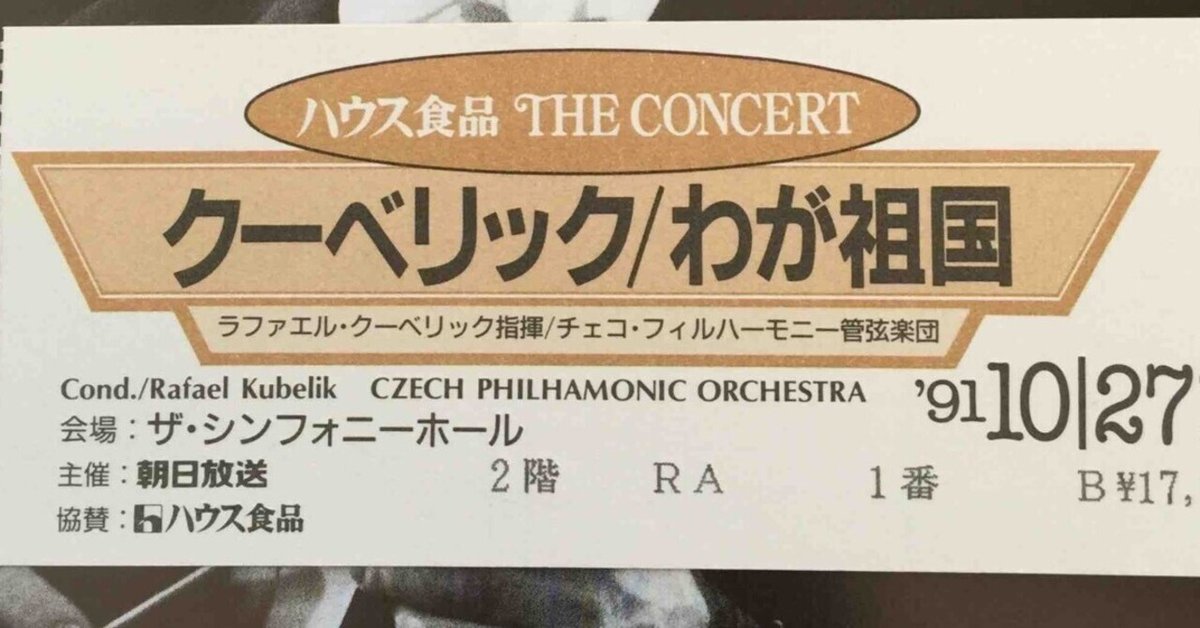 ハウス食品 THE CONCERT
クーベリック/わが祖国
ラファエル・クーベリック指揮/チェコ・フィルハーモニー管弦楽団
Cond./Rafael Kubelik CZECH PHILHAMONIC ORCHESTRA '91 10|27
会場：ザ・シンフォニーホール
主催：朝日放送 2階 RA 1番 B ¥17,
協賛：ハウス食品